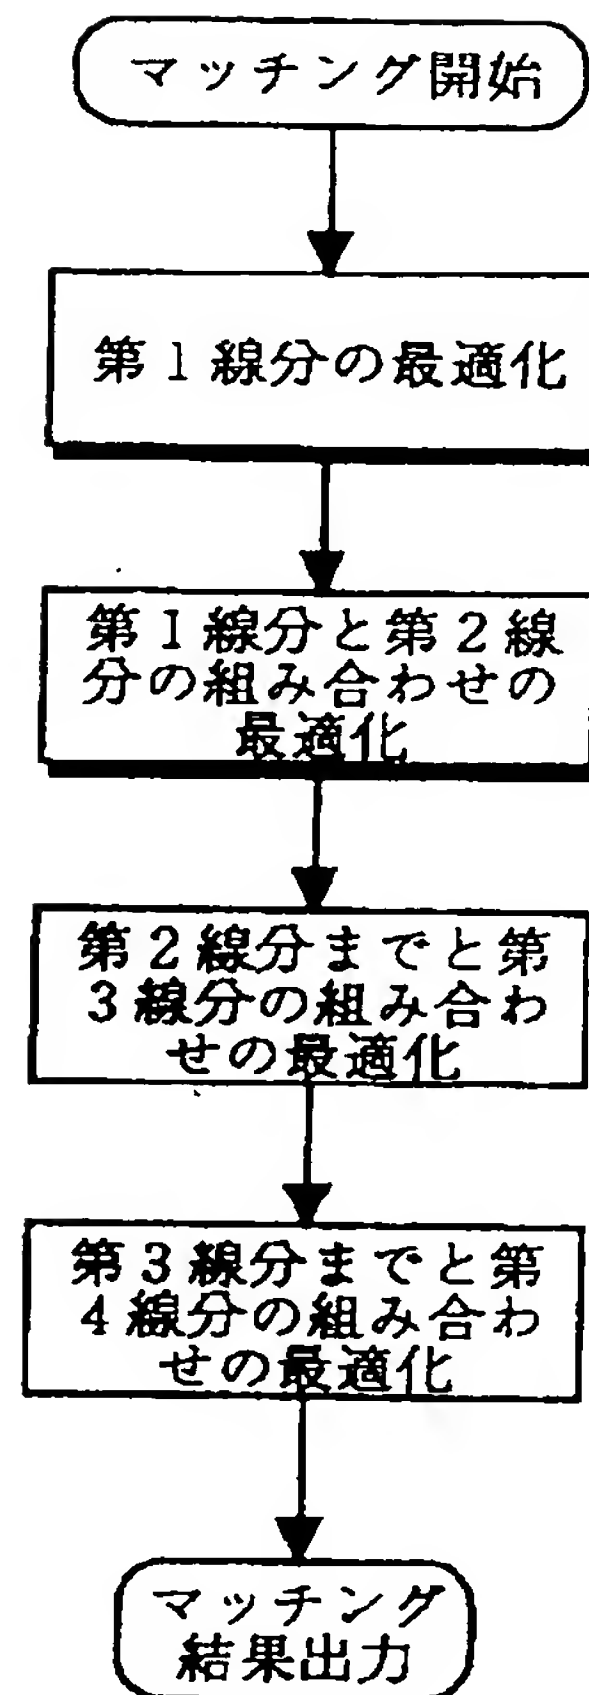 マッチング開始
第1線分の最適化
第1線分と第2線
分の組み合わせの
最適化
第2線分までと第
3線分の組み合わ
せの最適化
第3線分までと第
4線分の組み合わ
せの最適化
マッチング
結果出力